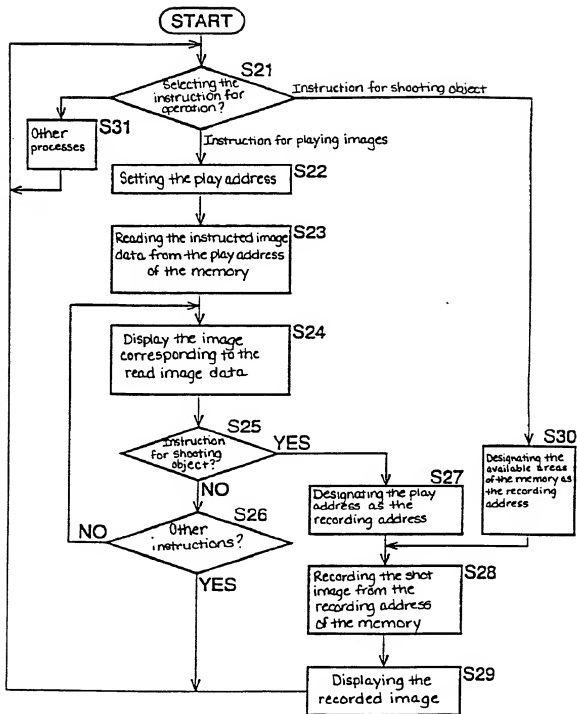 START
S21
Selecting the
instruction for
operation?
Instruction for shooting object
S31
Other
processes
Instruction for playing images
S22
Setting the play address
S23
Reading the instructed image
data from the play address
of the memory
S24
Display the image
corresponding to the
read image data
S25
Instruction
for shooting
object?
YES
NO
S30
Designating the
available areas
of the memory as
the recording
address
S27
Designating the play
address as the
recording address
S26
Other
instructions?
NO
YES
S28
Recording the shot
image from the
recording address
of the memory
S29
Displaying the
recorded image